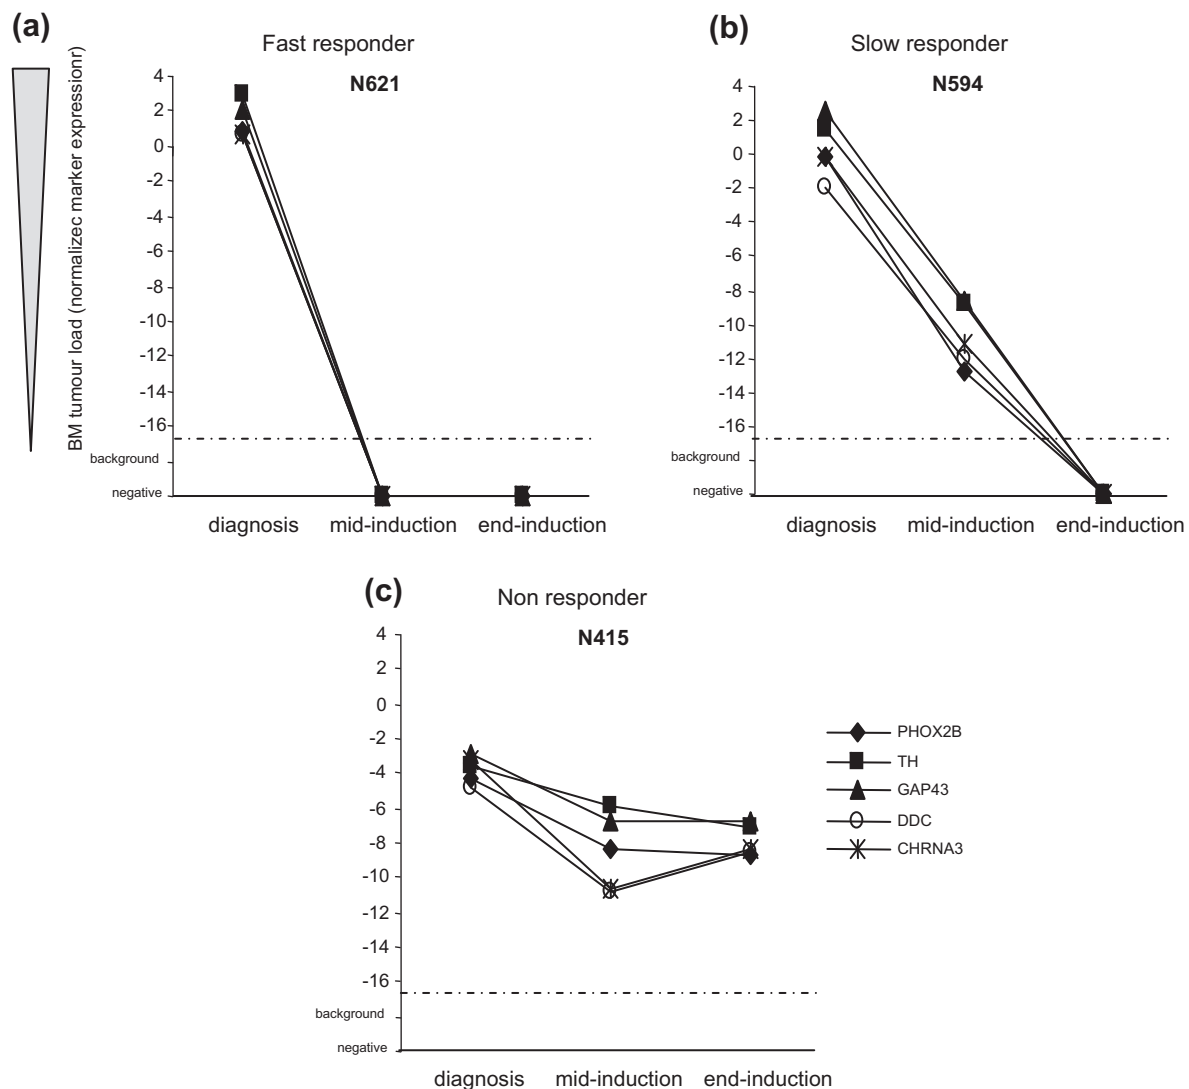 (a)
Fast responder
N621
BM tumour load (normalizec marker expressionr)
4
2
0
-2
-4
-6
-8
-10
-12
-14
-16
background
negative
diagnosis mid-induction end-induction
(b)
Slow responder
N594
4
2
0
-2
-4
-6
-8
-10
-12
-14
-16
background
negative
diagnosis mid-induction end-induction
(c)
Non responder
N415
4
2
0
-2
-4
-6
-8
-10
-12
-14
-16
background
negative
diagnosis mid-induction end-induction
PHOX2B
TH
GAP43
DDC
CHRNA3